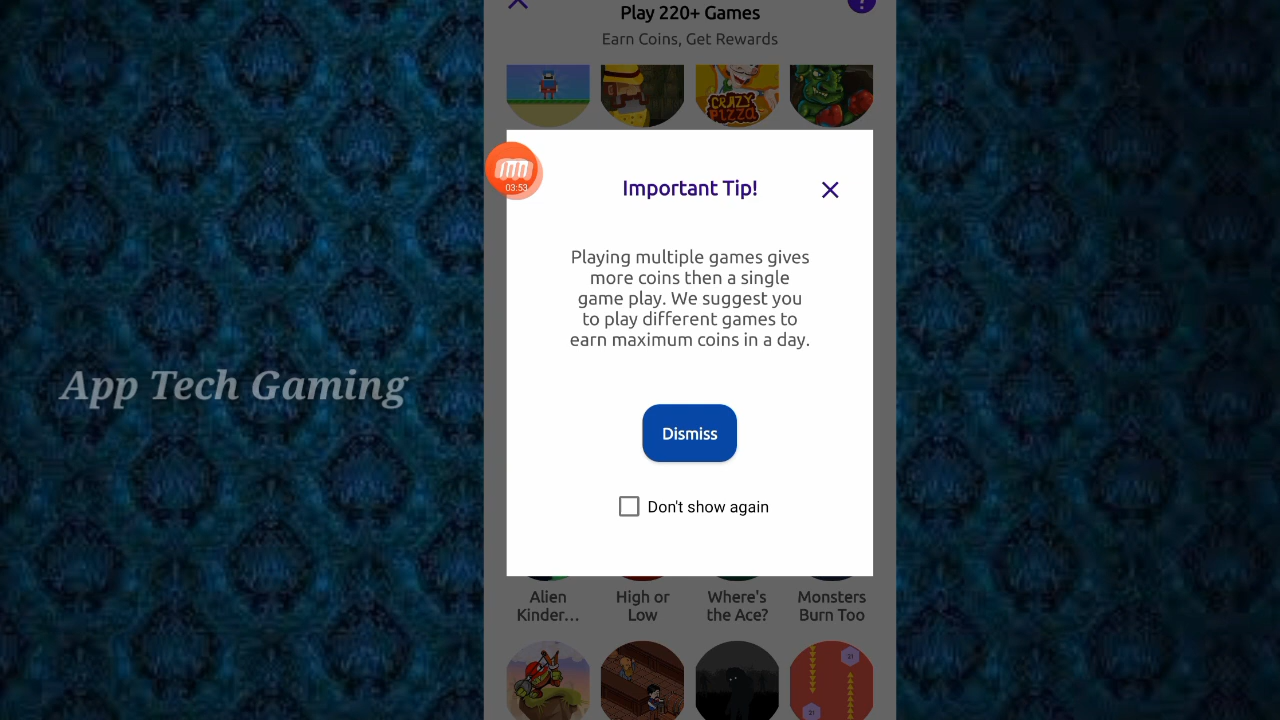 Play 220+ Games
?
Earn Coins, Get Rewards
CRAZY
PIZZA
03:53
Important Tip!
Playing multiple games gives
more coins then a single
game play. We suggest you
to play different games to
earn maximum coins in a day.
App Tech Gaming
Dismiss
Don't show again
Alien
Kinder...
High or
Low
Where's
the Ace?
Monsters
Burn Too